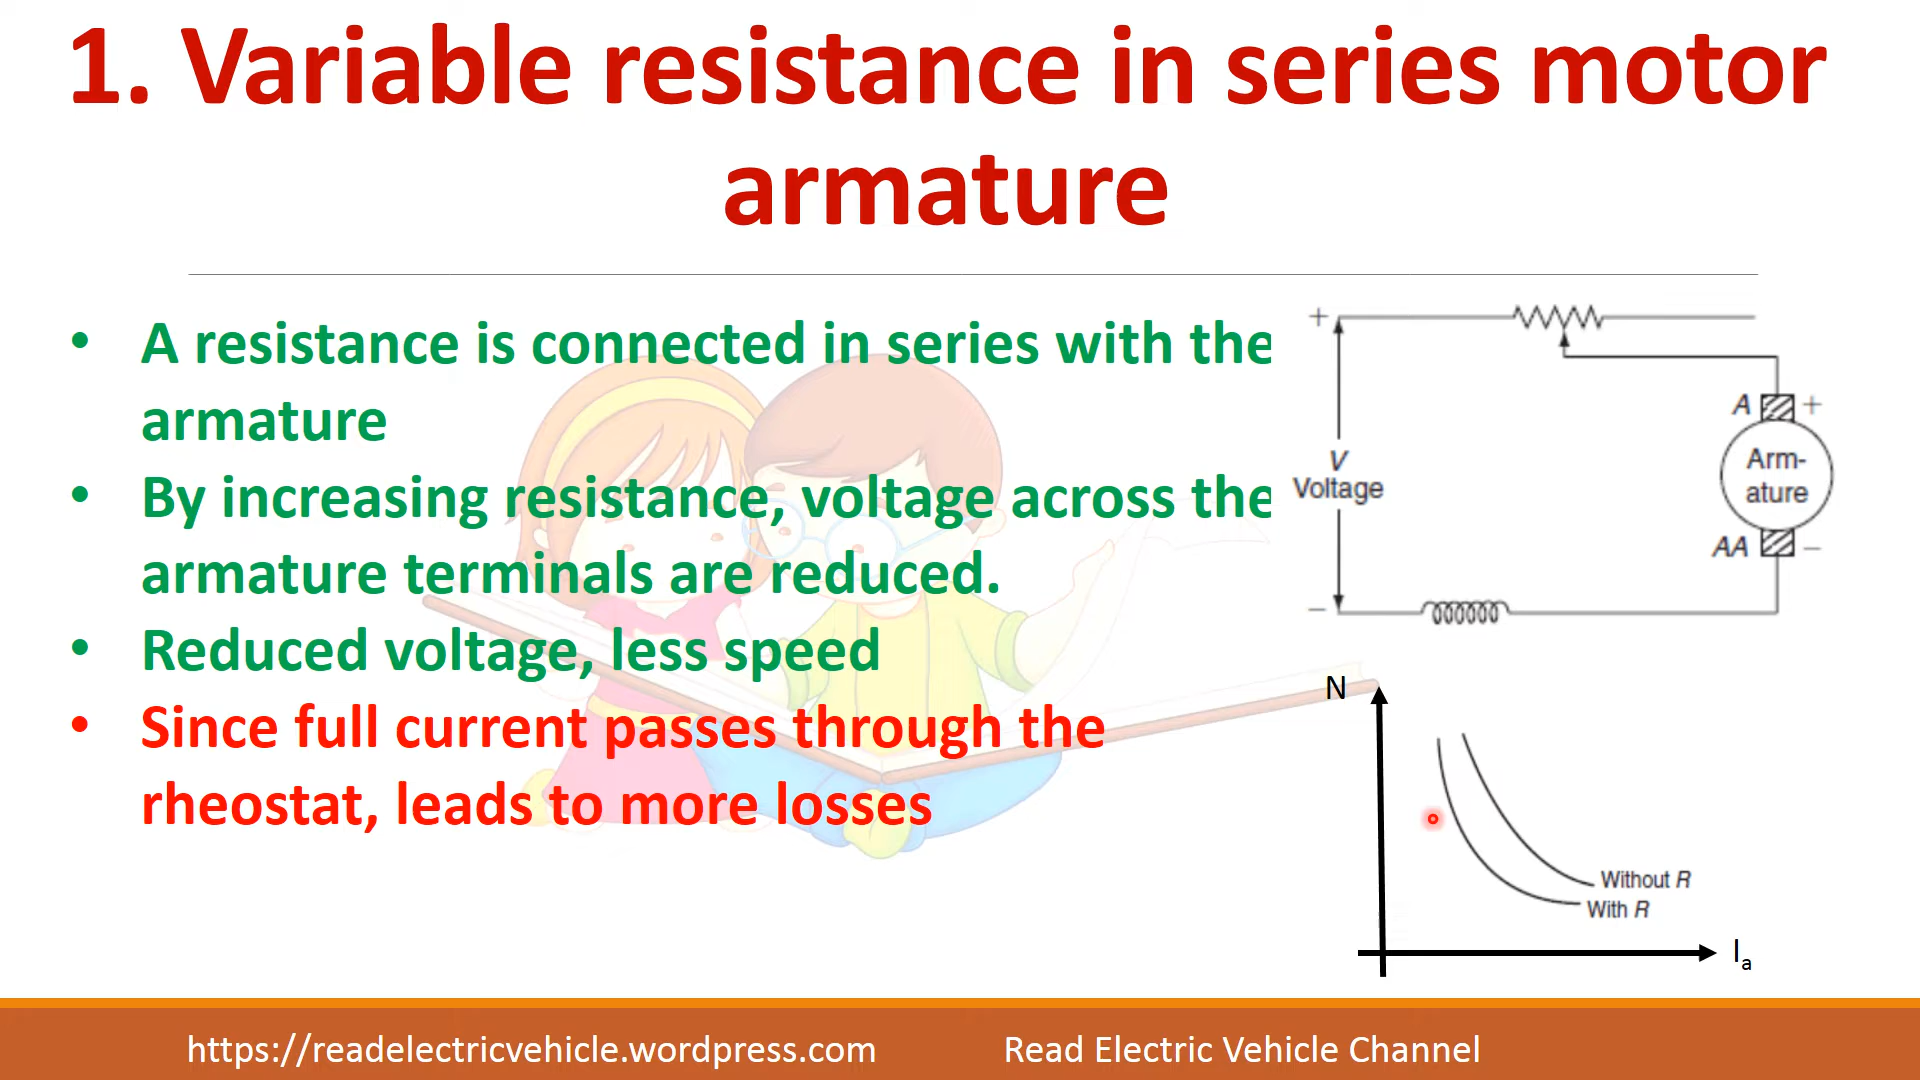 1. Variable resistance in series motor
armature
• A resistance is connected in series with the
armature
• By increasing resistance, voltage across the
armature terminals are reduced.
• Reduced voltage, less speed
• Since full current passes through the
rheostat, leads to more losses
+
A +
V
Voltage
Arm-
ature
AA −
−
N
Without R
With R
Ia
https://readelectricvehicle.wordpress.com
Read Electric Vehicle Channel